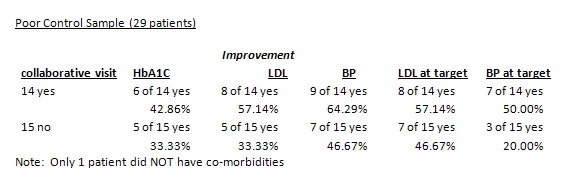 Poor Control Sample (29 patients)
Improvement
collaborative visit HbA1C LDL BP LDL at target BP at target
14 yes 6 of 14 yes 8 of 14 yes 9 of 14 yes 8 of 14 yes 7 of 14 yes
42.86% 57.14% 64.29% 57.14% 50.00%
15 no 5 of 15 yes 5 of 15 yes 7 of 15 yes 7 of 15 yes 3 of 15 yes
33.33% 33.33% 46.67% 46.67% 20.00%
Note: Only 1 patient did NOT have co-morbidities